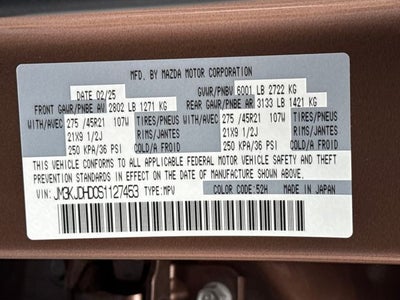 MFD. BY MAZDA MOTOR CORPORATION
DATE 02/25 GVWR/PNBV 6001 LB 2722 KG
FRONT GAWR/PNBE AV 2802 LB 1271 KG REAR GAWR/PNBE AR 3133 LB 1421 KG
WITH/AVEC 275 /45R21 107W TIRES/PNEUS WITH/AVEC 275 /45R21 107W TIRES/PNEUS
21X9 1/2J RIMS/JANTES 21X9 1/2J RIMS/JANTES
250 KPA/36 PSI COLD/A FROID 250 KPA/36 PSI COLD/A FROID
THIS VEHICLE CONFORMS TO ALL APPLICABLE FEDERAL MOTOR VEHICLE SAFETY AND THEFT
PREVENTION STANDARDS IN EFFECT ON THE DATE OF MANUFACTURE SHOWN ABOVE.
VIN: JM3KJDHD0S1127453 TYPE:MPV COLOR CODE:52H MADE IN JAPAN